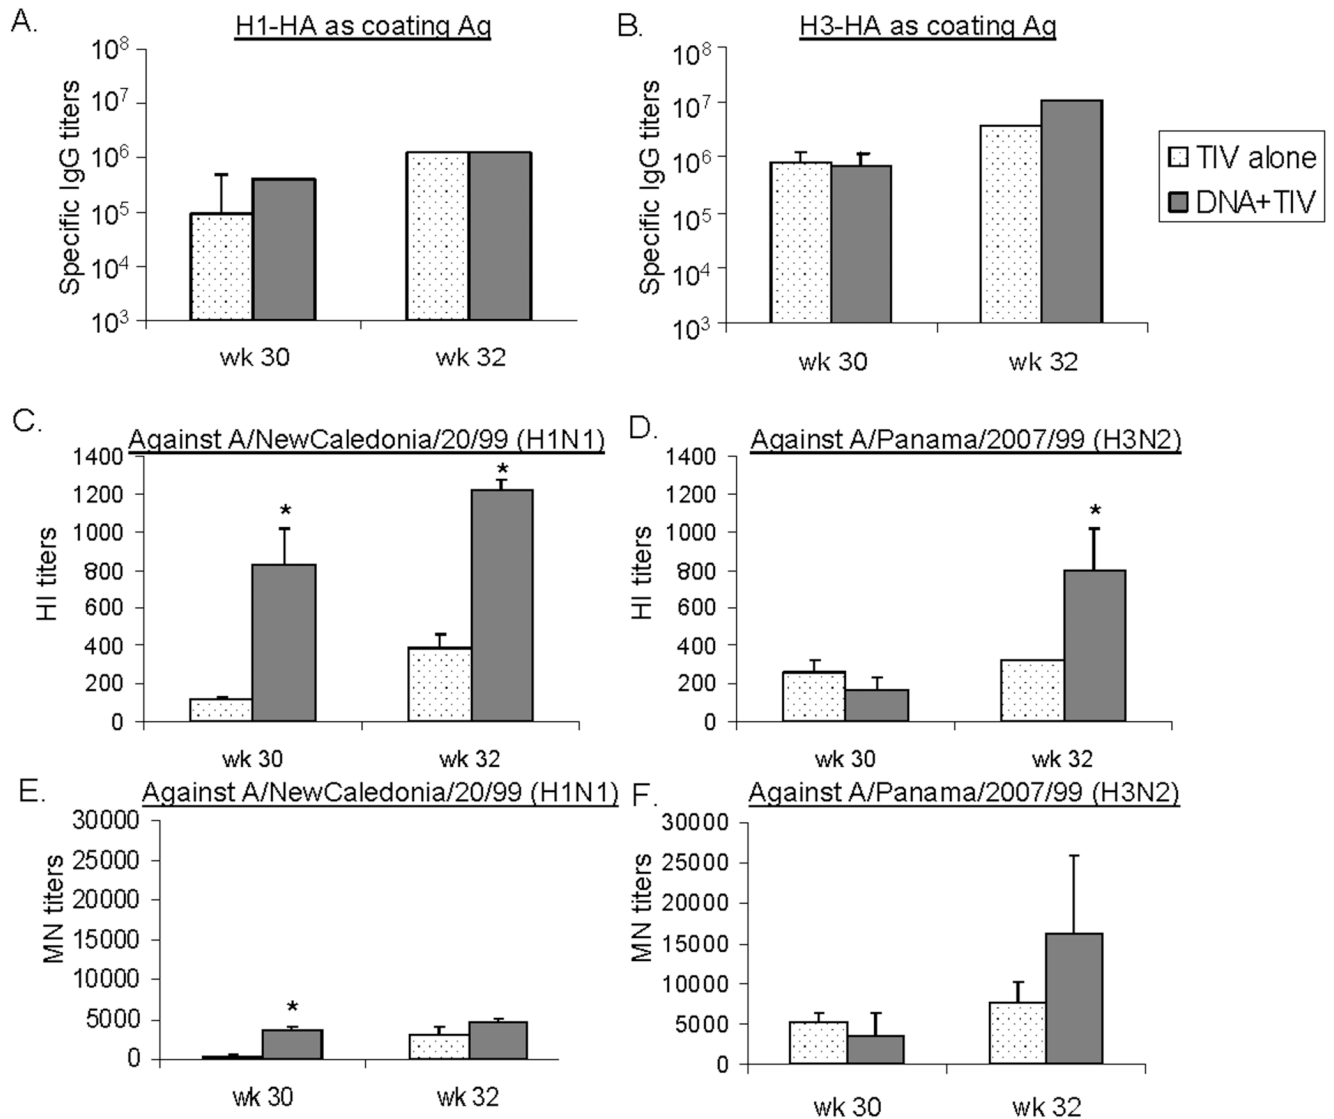 A.
H1-HA as coating Ag
Specific IgG titers
10^8
10^7
10^6
10^5
10^4
10^3
wk 30
wk 32
B.
H3-HA as coating Ag
Specific IgG titers
10^8
10^7
10^6
10^5
10^4
10^3
wk 30
wk 32
TIV alone
DNA+TIV
C.
Against A/NewCaledonia/20/99 (H1N1)
HI titers
1400
1200
1000
800
600
400
200
0
*
*
wk 30
wk 32
D.
Against A/Panama/2007/99 (H3N2)
HI titers
1400
1200
1000
800
600
400
200
0
*
wk 30
wk 32
E.
Against A/NewCaledonia/20/99 (H1N1)
MN titers
30000
25000
20000
15000
10000
5000
0
*
wk 30
wk 32
F.
Against A/Panama/2007/99 (H3N2)
MN titers
30000
25000
20000
15000
10000
5000
0
wk 30
wk 32